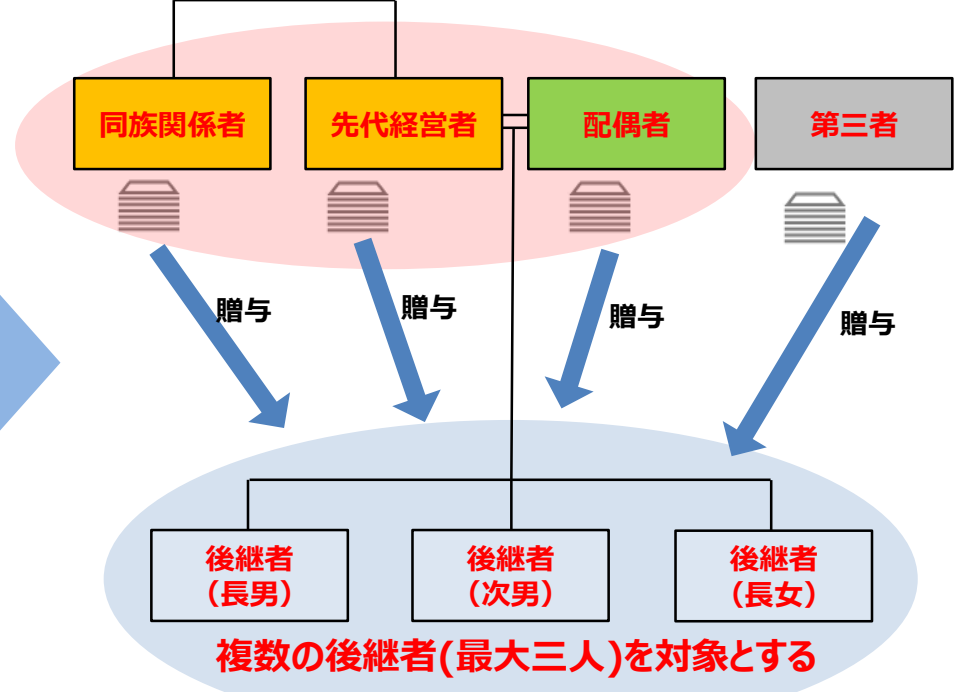 同族関係者
先代経営者
配偶者
第三者
贈与
贈与
贈与
贈与
後継者
（長男）
後継者
（次男）
後継者
（長女）
複数の後継者(最大三人)を対象とする